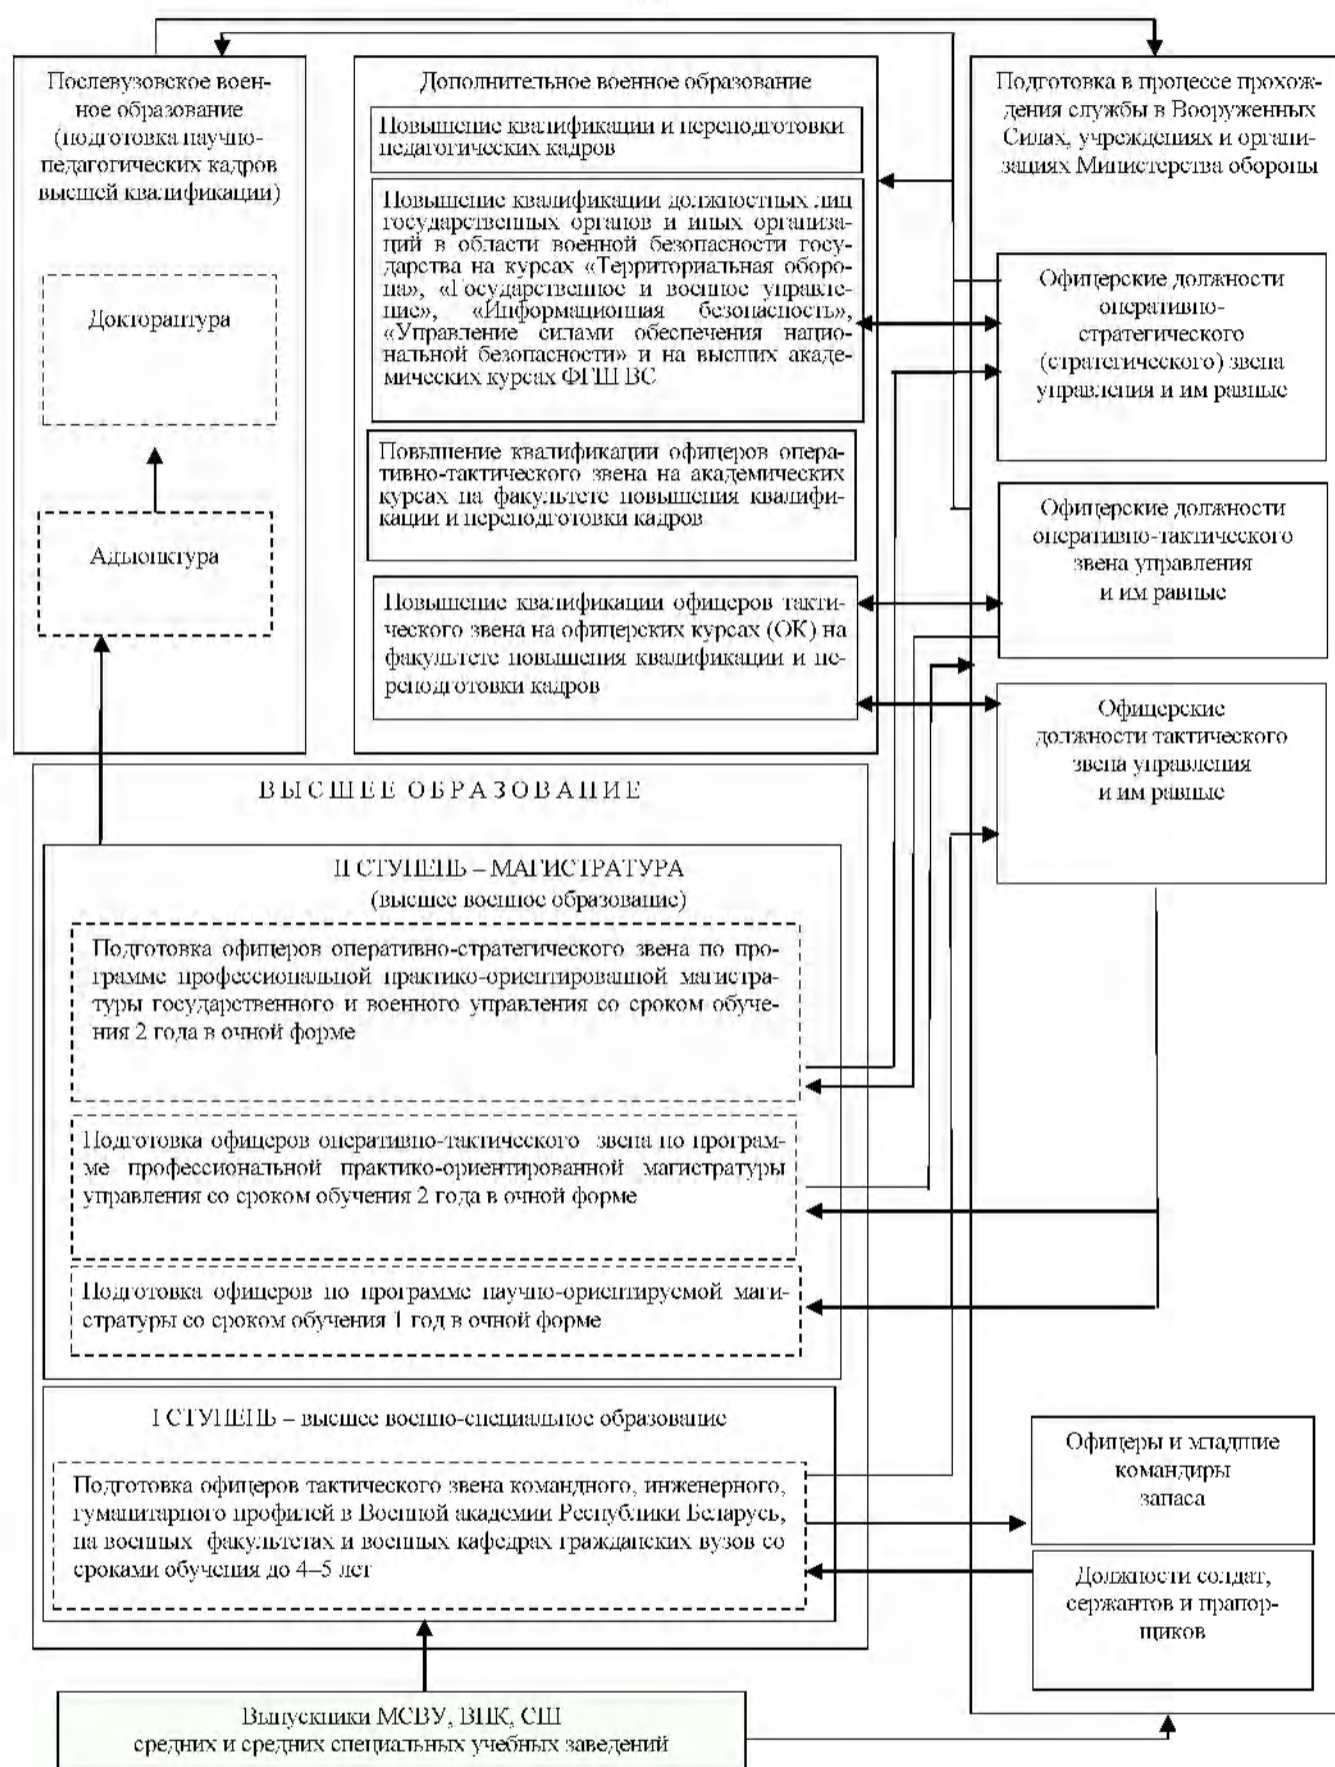 Послевузовское воен-
ное образование
(подготовка научно-
педагогических кадров
высшей квалификации)
Докторантура
Адъюнктура
Дополнительное военное образование
Повышение квалификации и переподготовки
педагогических кадров
Повышение квалификации должностных лиц
государственных органов и иных организа-
ций в области военной безопасности госу-
дарства на курсах «Территориальная оборо-
на», «Государственное и военное управле-
ние», «Информационная безопасность»,
«Управление силами обеспечения нацио-
нальной безопасности» и на высших акаде-
мических курсах ФГШ ВС
Повышение квалификации офицеров опера-
тивно-тактического звена на академических
курсах на факультете повышения квалифи-
кации и переподготовки кадров
Повышение квалификации офицеров такти-
ческого звена на офицерских курсах (ОК) на
факультете повышения квалификации и пе-
реподготовки кадров
Подготовка в процессе прохож-
дения службы в Вооруженных
Силах, учреждениях и органи-
зациях Министерства обороны
Офицерские должности
оперативно-
стратегического
(стратегического) звена
управления и им равные
Офицерские должности
оперативно-тактического
звена управления
и им равные
Офицерские
должности тактического
звена управления
и им равные
ВЫСШЕЕ ОБРАЗОВАНИЕ
II СТУПЕНЬ – МАГИСТРАТУРА
(высшее военное образование)
Подготовка офицеров оперативно-стратегического звена по про-
грамме профессиональной практико-ориентированной магистра-
туры государственного и военного управления со сроком обуче-
ния 2 года в очной форме
Подготовка офицеров оперативно-тактического звена по програм-
ме профессиональной практико-ориентированной магистратуры
управления со сроком обучения 2 года в очной форме
Подготовка офицеров по программе научно-ориентируемой маги-
стратуры со сроком обучения 1 год в очной форме
I СТУПЕНЬ – высшее военно-специальное образование
Подготовка офицеров тактического звена командного, инженерного,
гуманитарного профилей в Военной академии Республики Беларусь,
на военных факультетах и военных кафедрах гражданских вузов со
сроками обучения до 4–5 лет
Офицеры и младшие
командиры
запаса
Должности солдат,
сержантов и прапор-
щиков
Выпускники МСВУ, ВПК, СШ
средних и средних специальных учебных заведений